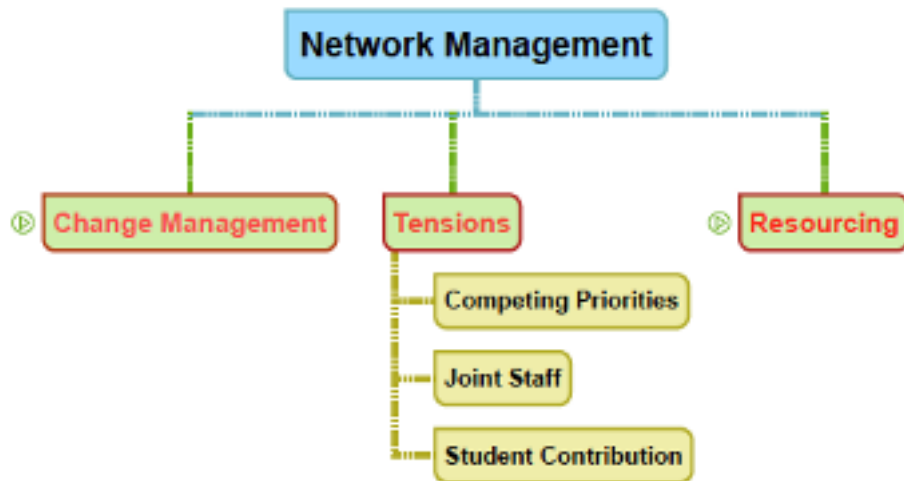 Network Management
Change Management
Tensions
Resourcing
Competing Priorities
Joint Staff
Student Contribution